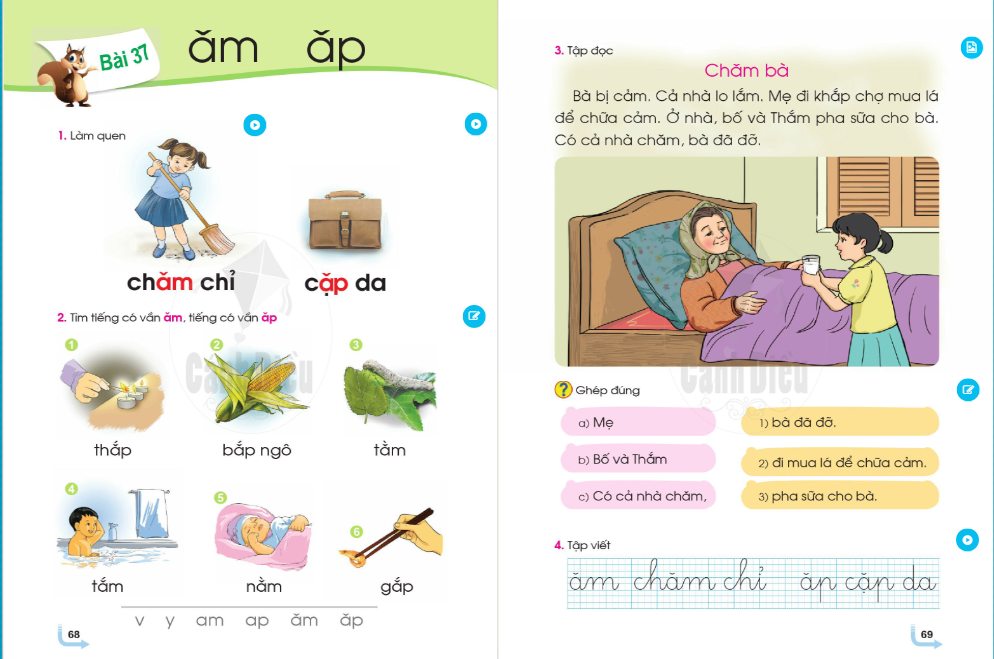 Bài 37
ăm ăp
1. Làm quen
chăm chỉ
cặp da
2. Tìm tiếng có vần ăm, tiếng có vần ăp
1
2
3
thắp
bắp ngô
tằm
4
5
6
tắm
nằm
gắp
v y am ap ăm ăp
68
Cánh Diều
3. Tập đọc
Chăm bà
Bà bị cảm. Cả nhà lo lắm. Mẹ đi khắp chợ mua lá
để chữa cảm. Ở nhà, bố và Thắm pha sữa cho bà.
Có cả nhà chăm, bà đã đỡ.
? Ghép đúng
a) Mẹ
1) bà đã đỡ.
b) Bố và Thắm
2) đi mua lá để chữa cảm.
c) Có cả nhà chăm,
3) pha sữa cho bà.
4. Tập viết
ăm chăm chỉ ăp cặp da
69
Cánh Diều